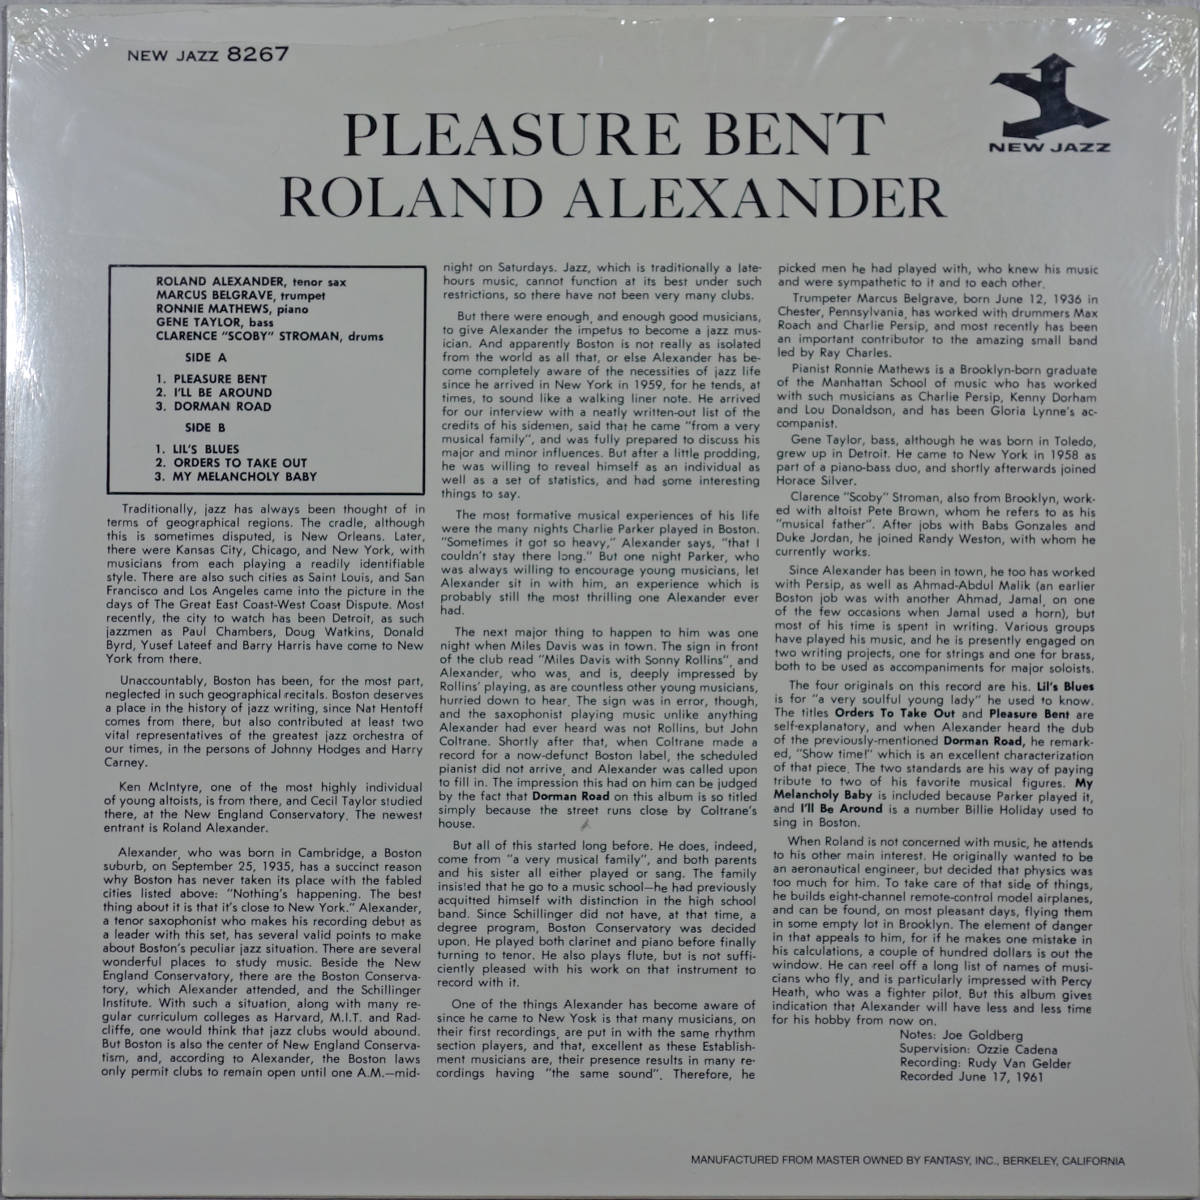 NEW JAZZ 8267
NEW JAZZ
PLEASURE BENT
ROLAND ALEXANDER
ROLAND ALEXANDER, tenor sax
MARCUS BELGRAVE, trumpet
RONNIE MATHEWS, piano
GENE TAYLOR, bass
CLARENCE "SCOBY" STROMAN, drums
SIDE A
1. PLEASURE BENT
2. I'LL BE AROUND
3. DORMAN ROAD
SIDE B
1. LIL'S BLUES
2. ORDERS TO TAKE OUT
3. MY MELANCHOLY BABY
Traditionally, jazz has always been thought of in
terms of geographical regions. The cradle, although
this is sometimes disputed, is New Orleans. Later,
there were Kansas City, Chicago, and New York, with
musicians from each playing a readily identifiable
style. There are also such cities as Saint Louis, and San
Francisco and Los Angeles came into the picture in the
days of The Great East Coast-West Coast Dispute. Most
recently, the city to watch has been Detroit, as such
jazzmen as Paul Chambers, Doug Watkins, Donald
Byrd, Yusef Lateef and Barry Harris have come to New
York from there.
Unaccountably, Boston has been, for the most part,
neglected in such geographical recitals. Boston deserves
a place in the history of jazz writing, since Nat Hentoff
comes from there, but also contributed at least two
vital representatives of the greatest jazz orchestra of
our times, in the persons of Johnny Hodges and Harry
Carney.
Ken McIntyre, one of the most highly individual
of young altoists, is from there, and Cecil Taylor studied
there, at the New England Conservatory. The newest
entrant is Roland Alexander.
Alexander, who was born in Cambridge, a Boston
suburb, on September 25, 1935, has a succinct reason
why Boston has never taken its place with the fabled
cities listed above: "Nothing's happening. The best
thing about it is that it's close to New York." Alexander,
a tenor saxophonist who makes his recording debut as
a leader with this set, has several valid points to make
about Boston's peculiar jazz situation. There are several
wonderful places to study music. Beside the New
England Conservatory, there are the Boston Conserva-
tory, which Alexander attended, and the Schillinger
Institute. With such a situation, along with many re-
gular curriculum colleges as Harvard, M.I.T. and Rad-
cliffe, one would think that jazz clubs would abound.
But Boston is also the center of New England Conserva-
tism, and, according to Alexander, the Boston laws
only permit clubs to remain open until one A.M.—mid-
night on Saturdays. Jazz, which is traditionally a late-
hours music, cannot function at its best under such
restrictions, so there have not been very many clubs.
But there were enough, and enough good musicians,
to give Alexander the impetus to become a jazz mus-
ician. And apparently Boston is not really as isolated
from the world as all that, or else Alexander has be-
come completely aware of the necessities of jazz life
since he arrived in New York in 1959, for he tends, at
times, to sound like a walking liner note. He arrived
for our interview with a neatly written-out list of the
credits of his sidemen, said that he came "from a very
musical family", and was fully prepared to discuss his
major and minor influences. But after a little prodding,
he was willing to reveal himself as an individual as
well as a set of statistics, and had some interesting
things to say.
The most formative musical experiences of his life
were the many nights Charlie Parker played in Boston.
"Sometimes it got so heavy," Alexander says, "that I
couldn't stay there long." But one night Parker, who
was always willing to encourage young musicians, let
Alexander sit in with him, an experience which is
probably still the most thrilling one Alexander ever
had.
The next major thing to happen to him was one
night when Miles Davis was in town. The sign in front
of the club read "Miles Davis with Sonny Rollins", and
Alexander, who was, and is, deeply impressed by
Rollins' playing, as are countless other young musicians,
hurried down to hear. The sign was in error, though,
and the saxophonist playing music unlike anything
Alexander had ever heard was not Rollins, but John
Coltrane. Shortly after that, when Coltrane made a
record for a now-defunct Boston label, the scheduled
pianist did not arrive, and Alexander was called upon
to fill in. The impression this had on him can be judged
by the fact that Dorman Road on this album is so titled
simply because the street runs close by Coltrane's
house.
But all of this started long before. He does, indeed,
come from "a very musical family", and both parents
and his sister all either played or sang. The family
insisted that he go to a music school—he had previously
acquitted himself with distinction in the high school
band. Since Schillinger did not have, at that time, a
degree program, Boston Conservatory was decided
upon. He played both clarinet and piano before finally
turning to tenor. He also plays flute, but is not suffi-
ciently pleased with his work on that instrument to
record with it.
One of the things Alexander has become aware of
since he came to New Yosk is that many musicians, on
their first recordings, are put in with the same rhythm
section players, and that, excellent as these Establish-
ment musicians are, their presence results in many re-
cordings having "the same sound". Therefore, he
picked men he had played with, who knew his music
and were sympathetic to it and to each other.
Trumpeter Marcus Belgrave, born June 12, 1936 in
Chester, Pennsylvania, has worked with drummers Max
Roach and Charlie Persip, and most recently has been
an important contributor to the amazing small band
led by Ray Charles.
Pianist Ronnie Mathews is a Brooklyn-born graduate
of the Manhattan School of music who has worked
with such musicians as Charlie Persip, Kenny Dorham
and Lou Donaldson, and has been Gloria Lynne's ac-
companist.
Gene Taylor, bass, although he was born in Toledo,
grew up in Detroit. He came to New York in 1958 as
part of a piano-bass duo, and shortly afterwards joined
Horace Silver.
Clarence "Scoby" Stroman, also from Brooklyn, work-
ed with altoist Pete Brown, whom he refers to as his
"musical father". After jobs with Babs Gonzales and
Duke Jordan, he joined Randy Weston, with whom he
currently works.
Since Alexander has been in town, he too has worked
with Persip, as well as Ahmad-Abdul Malik (an earlier
Boston job was with another Ahmad, Jamal, on one
of the few occasions when Jamal used a horn), but
most of his time is spent in writing. Various groups
have played his music, and he is presently engaged on
two writing projects, one for strings and one for brass,
both to be used as accompaniments for major soloists.
The four originals on this record are his. Lil's Blues
is for "a very soulful young lady" he used to know.
The titles Orders To Take Out and Pleasure Bent are
self-explanatory, and when Alexander heard the dub
of the previously-mentioned Dorman Road, he remark-
ed, "Show time!" which is an excellent characterization
of that piece. The two standards are his way of paying
tribute to two of his favorite musical figures. My
Melancholy Baby is included because Parker played it,
and I'll Be Around is a number Billie Holiday used to
sing in Boston.
When Roland is not concerned with music, he attends
to his other main interest. He originally wanted to be
an aeronautical engineer, but decided that physics was
too much for him. To take care of that side of things,
he builds eight-channel remote-control model airplanes,
and can be found, on most pleasant days, flying them
in some empty lot in Brooklyn. The element of danger
in that appeals to him, for if he makes one mistake in
his calculations, a couple of hundred dollars is out the
window. He can reel off a long list of names of musi-
cians who fly, and is particularly impressed with Percy
Heath, who was a fighter pilot. But this album gives
indication that Alexander will have less and less time
for his hobby from now on.
Notes: Joe Goldberg
Supervision: Ozzie Cadena
Recording: Rudy Van Gelder
Recorded June 17, 1961
MANUFACTURED FROM MASTER OWNED BY FANTASY, INC., BERKELEY, CALIFORNIA